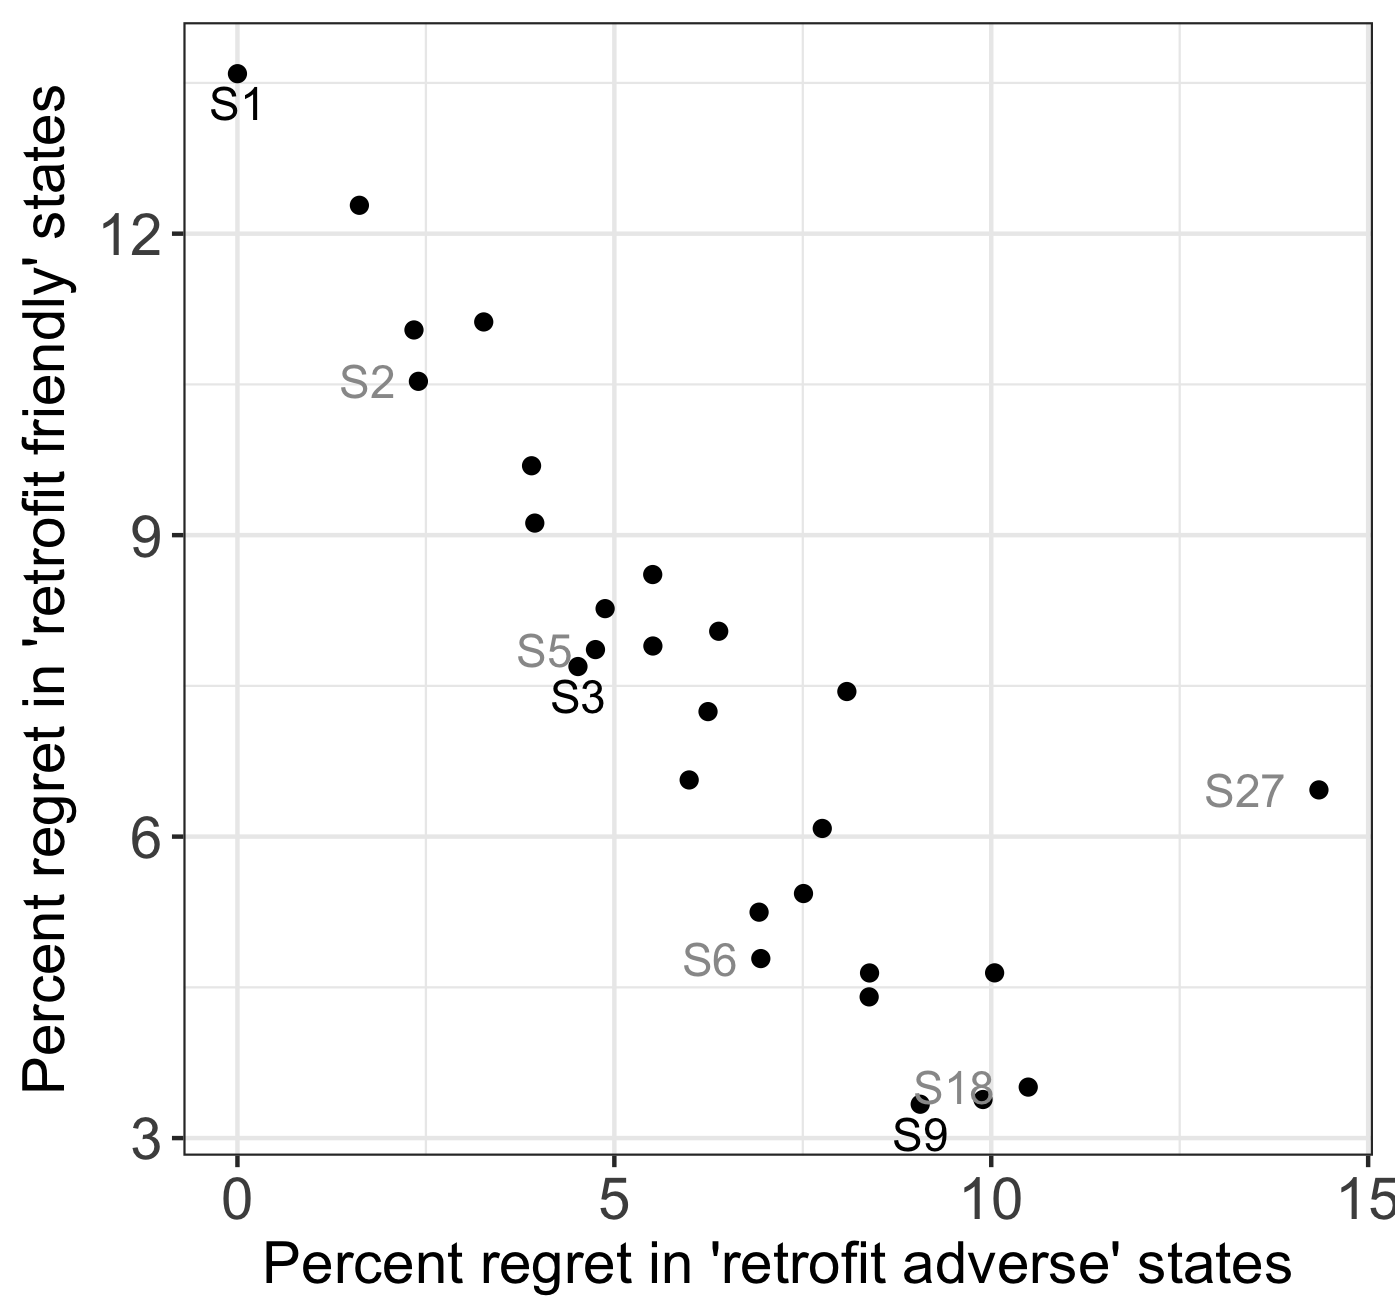 Percent regret in 'retrofit friendly' states
12
9
6
3
S1
S2
S5
S3
S27
S6
S18
S9
0 5 10 15
Percent regret in 'retrofit adverse' states